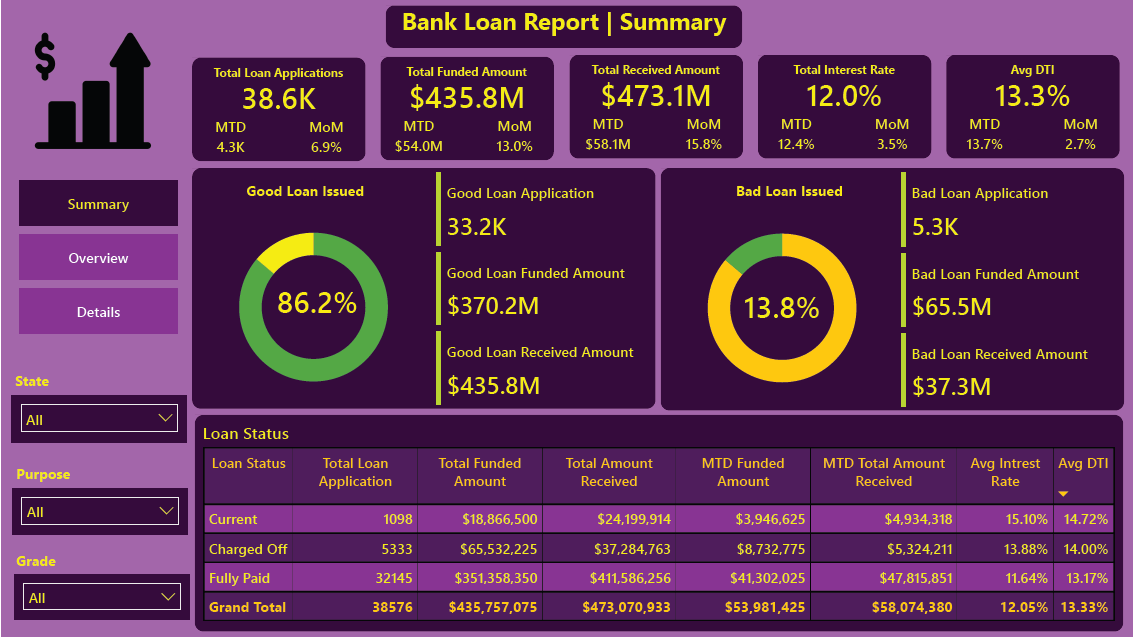 Bank Loan Report | Summary
$
Total Loan Applications
38.6K
MTD MoM
4.3K 6.9%
Total Funded Amount
$435.8M
MTD MoM
$54.0M 13.0%
Total Received Amount
$473.1M
MTD MoM
$58.1M 15.8%
Total Interest Rate
12.0%
MTD MoM
12.4% 3.5%
Avg DTI
13.3%
MTD MoM
13.7% 2.7%
Summary
Overview
Details
State
All
Purpose
All
Grade
All
Good Loan Issued
86.2%
Good Loan Application
33.2K
Good Loan Funded Amount
$370.2M
Good Loan Received Amount
$435.8M
Bad Loan Issued
13.8%
Bad Loan Application
5.3K
Bad Loan Funded Amount
$65.5M
Bad Loan Received Amount
$37.3M
Loan Status
Loan Status Total Loan Application Total Funded Amount Total Amount Received MTD Funded Amount MTD Total Amount Received Avg Intrest Rate Avg DTI
Current 1098 $18,866,500 $24,199,914 $3,946,625 $4,934,318 15.10% 14.72%
Charged Off 5333 $65,532,225 $37,284,763 $8,732,775 $5,324,211 13.88% 14.00%
Fully Paid 32145 $351,358,350 $411,586,256 $41,302,025 $47,815,851 11.64% 13.17%
Grand Total 38576 $435,757,075 $473,070,933 $53,981,425 $58,074,380 12.05% 13.33%